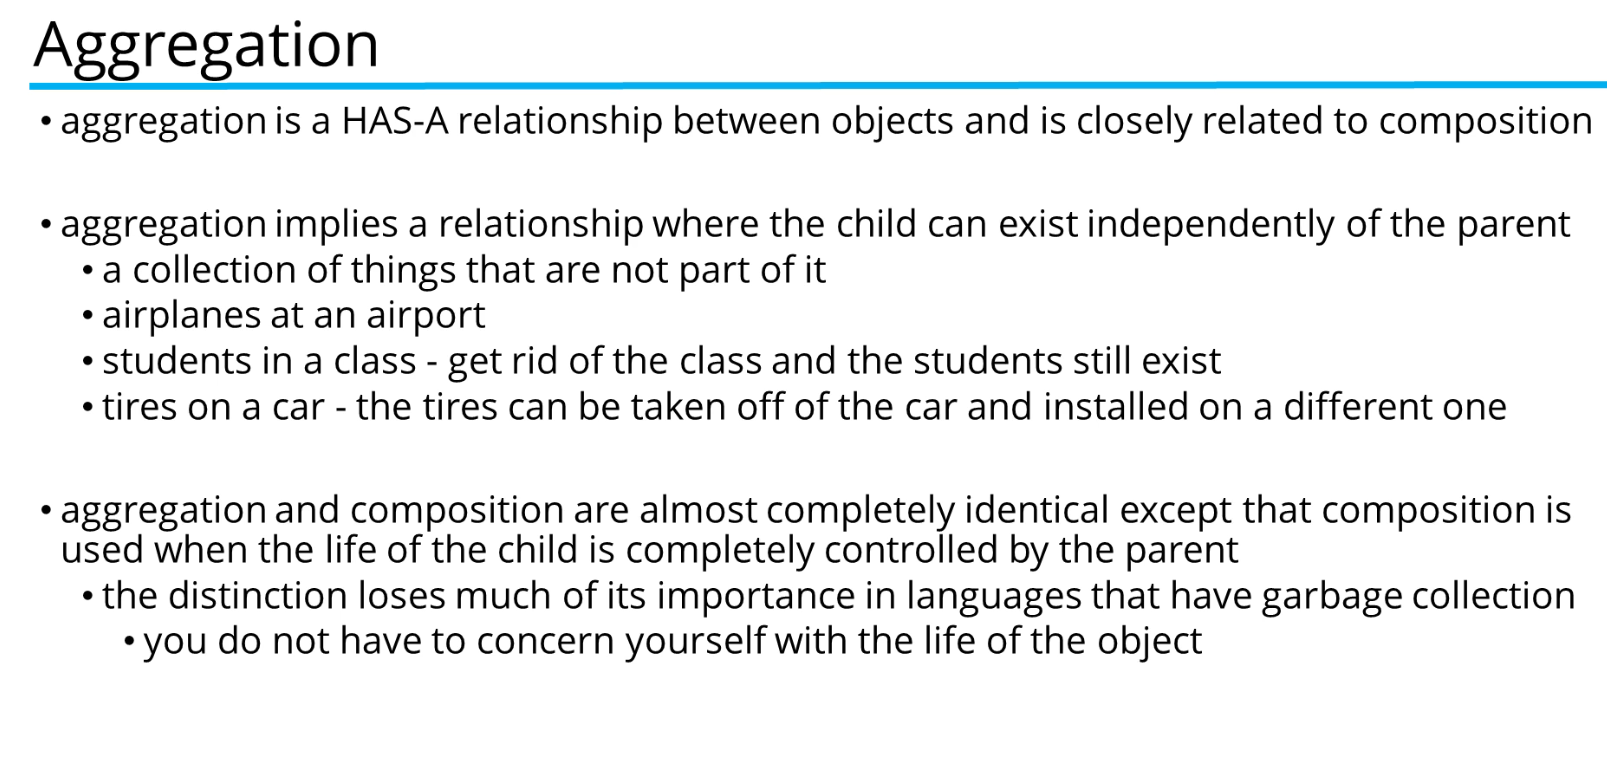 Aggregation
• aggregation is a HAS-A relationship between objects and is closely related to composition
• aggregation implies a relationship where the child can exist independently of the parent
• a collection of things that are not part of it
• airplanes at an airport
• students in a class - get rid of the class and the students still exist
• tires on a car - the tires can be taken off of the car and installed on a different one
• aggregation and composition are almost completely identical except that composition is
used when the life of the child is completely controlled by the parent
• the distinction loses much of its importance in languages that have garbage collection
• you do not have to concern yourself with the life of the object